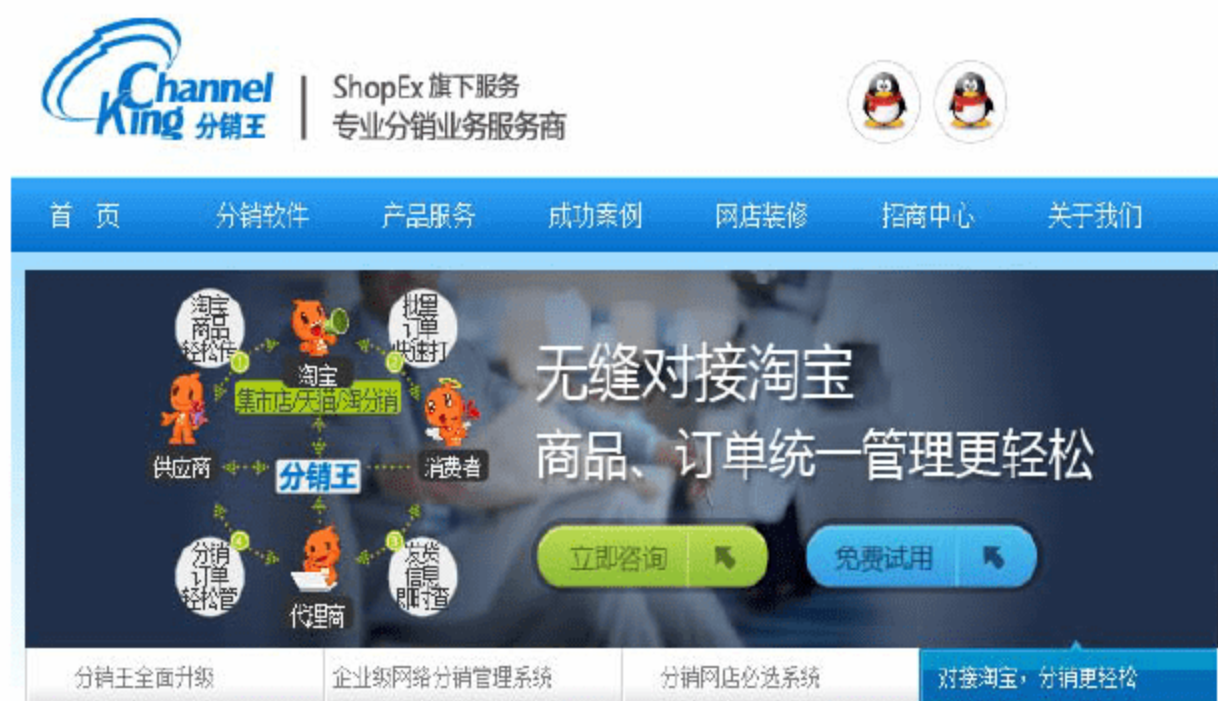 Channel
King 分销王
ShopEx 旗下服务
专业分销业务服务商
首 页 分销软件 产品服务 成功案例 网店装修 招商中心 关于我们
淘宝
商品
轻松传
1
淘宝
批量
订单
快速打
2
集市店/天猫/淘分销
供应商
分销王
消费者
分销
订单
轻松管
4
代理商
3
发货
信息
即时查
无缝对接淘宝
商品、订单统一管理更轻松
立即咨询
免费试用
分销王全面升级
企业级网络分销管理系统
分销网店必选系统
对接淘宝，分销更轻松